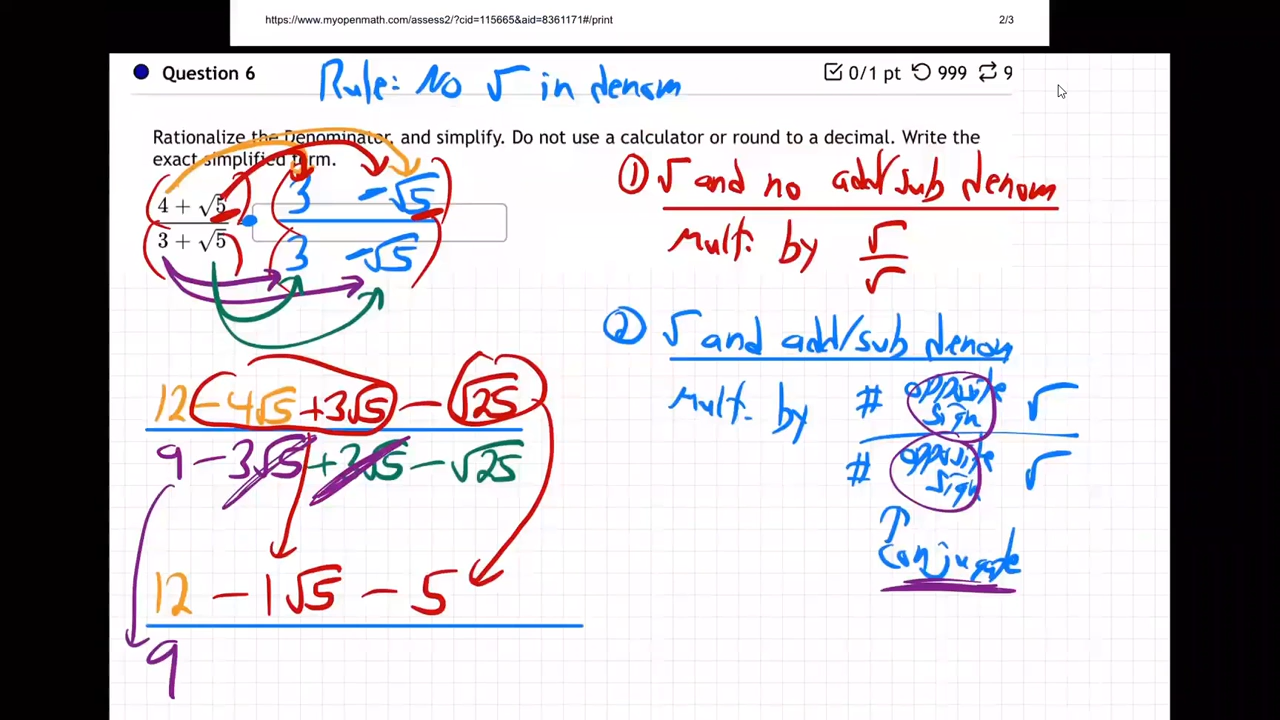 https://www.myopenmath.com/assess2/?cid=115665&aid=8361171#/print 2/3
Question 6 0/1 pt 999 9
Rule: No √ in denom
Rationalize the Denominator, and simplify. Do not use a calculator or round to a decimal. Write the
exact simplified form.
(4 + √5) • (3 − √5)
(3 + √5) (3 − √5)
12 − 4√5 + 3√5 − √25
9 − 3√5 + 3√5 − √25
12 − 1√5 − 5
9
① √ and no add/sub denom
Mult. by √
√
② √ and add/sub denom
Mult. by # opposite sign √
# opposite sign √
↑
conjugate